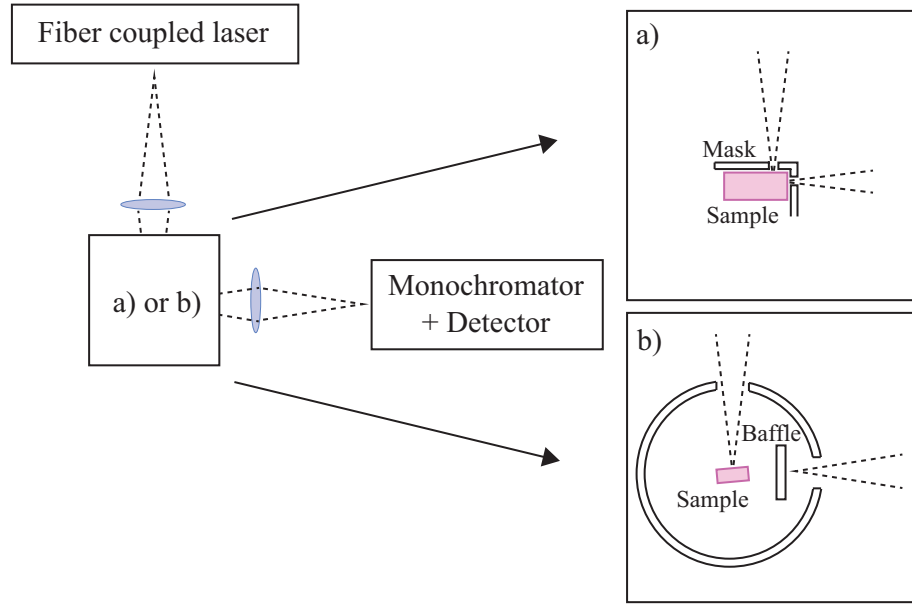 Fiber coupled laser
a) or b)
Monochromator
+ Detector
a)
Mask
Sample
b)
Baffle
Sample